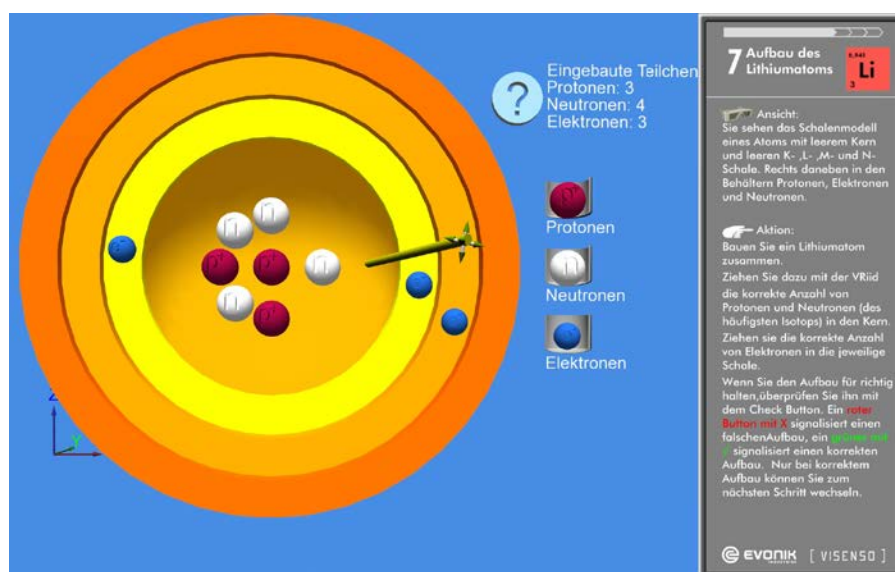 Eingebaute Teilchen
Protonen: 3
Neutronen: 4
Elektronen: 3
?
n
n
p+
p+
n
n
Protonen
n
Neutronen
Elektronen
Z
Y
7 Aufbau des
Lithiumatoms
6,941
Li
3
Ansicht:
Sie sehen das Schalenmodell
eines Atoms mit leerem Kern
und leeren K- ,L- ,M- und N-
Schale. Rechts daneben in den
Behältern Protonen, Elektronen
und Neutronen.
Aktion:
Bauen Sie ein Lithiumatom
zusammen.
Ziehen Sie dazu mit der VRiid
die korrekte Anzahl von
Protonen und Neutronen (des
häufigsten Isotops) in den Kern.
Ziehen sie die korrekte Anzahl
von Elektronen in die jeweilige
Schale.
Wenn Sie den Aufbau für richtig
halten,überprüfen Sie ihn mit
dem Check Button. Ein roter
Button mit X signalisiert einen
falschenAufbau, ein grüner mit
signalisiert einen korrekten
Aufbau. Nur bei korrektem
Aufbau können Sie zum
nächsten Schritt wechseln.
EVONIK
INDUSTRIES
[ VISENSO ]